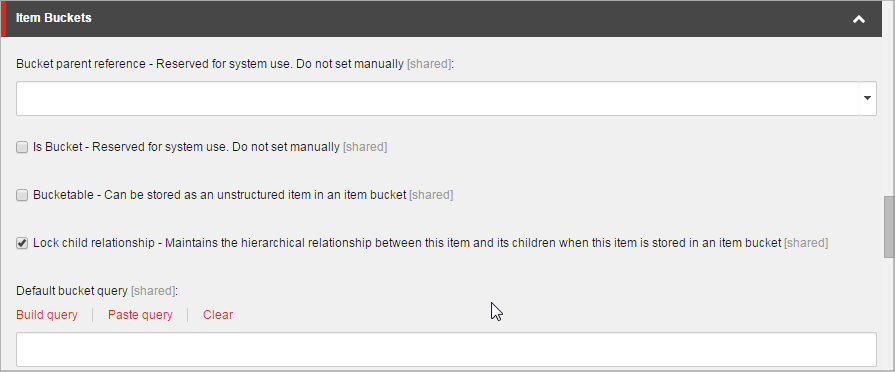 Item Buckets
Bucket parent reference - Reserved for system use. Do not set manually [shared]:
Is Bucket - Reserved for system use. Do not set manually [shared]
Bucketable - Can be stored as an unstructured item in an item bucket [shared]
Lock child relationship - Maintains the hierarchical relationship between this item and its children when this item is stored in an item bucket [shared]
Default bucket query [shared]:
Build query Paste query Clear